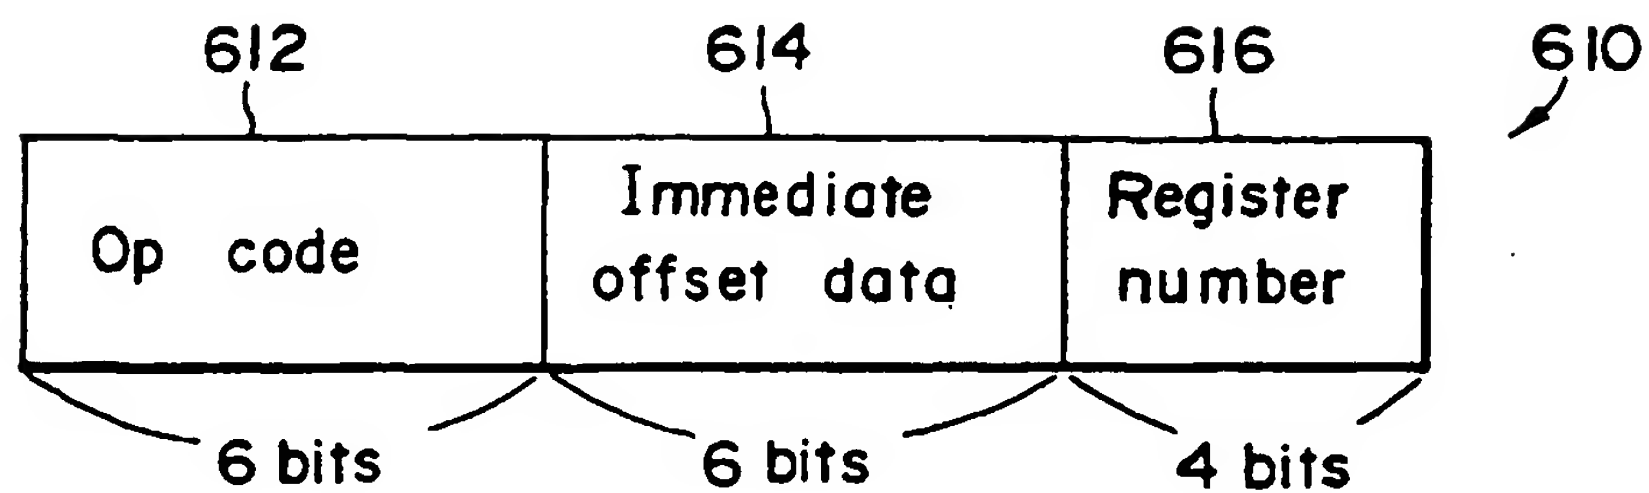 612 614 616 610
Op code
Immediate
offset data
Register
number
6 bits 6 bits 4 bits